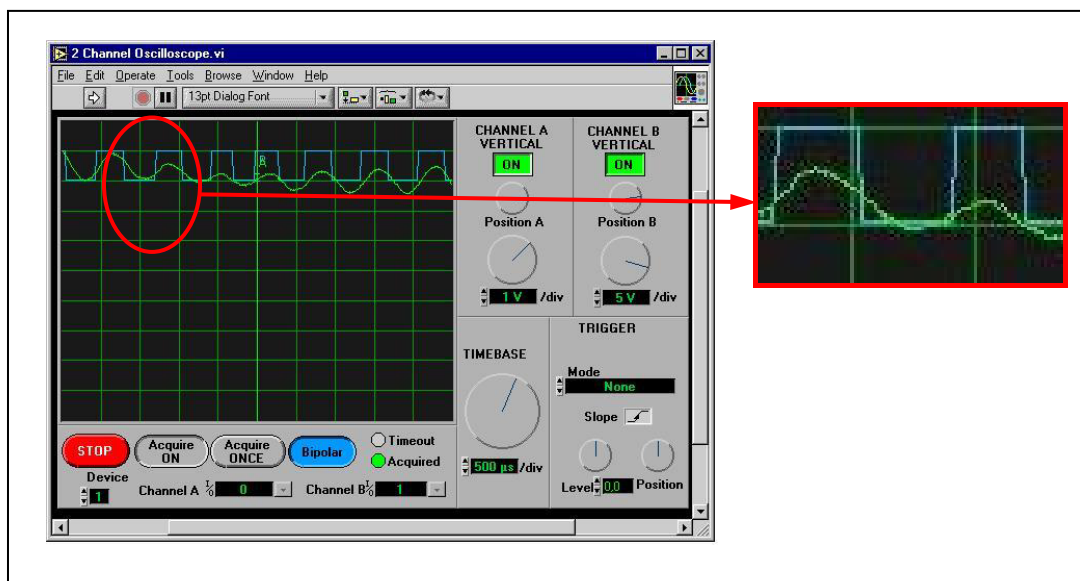 2 Channel Oscilloscope.vi
File Edit Operate Tools Browse Window Help
13pt Dialog Font
B
CHANNEL A
VERTICAL
ON
Position A
1 V /div
CHANNEL B
VERTICAL
ON
Position B
5 V /div
TIMEBASE
500 µs /div
TRIGGER
Mode
None
Slope
Level 0,0 Position
STOP
Acquire
ON
Acquire
ONCE
Bipolar
Timeout
Acquired
Device
1
Channel A I/O 0
Channel B I/O 1